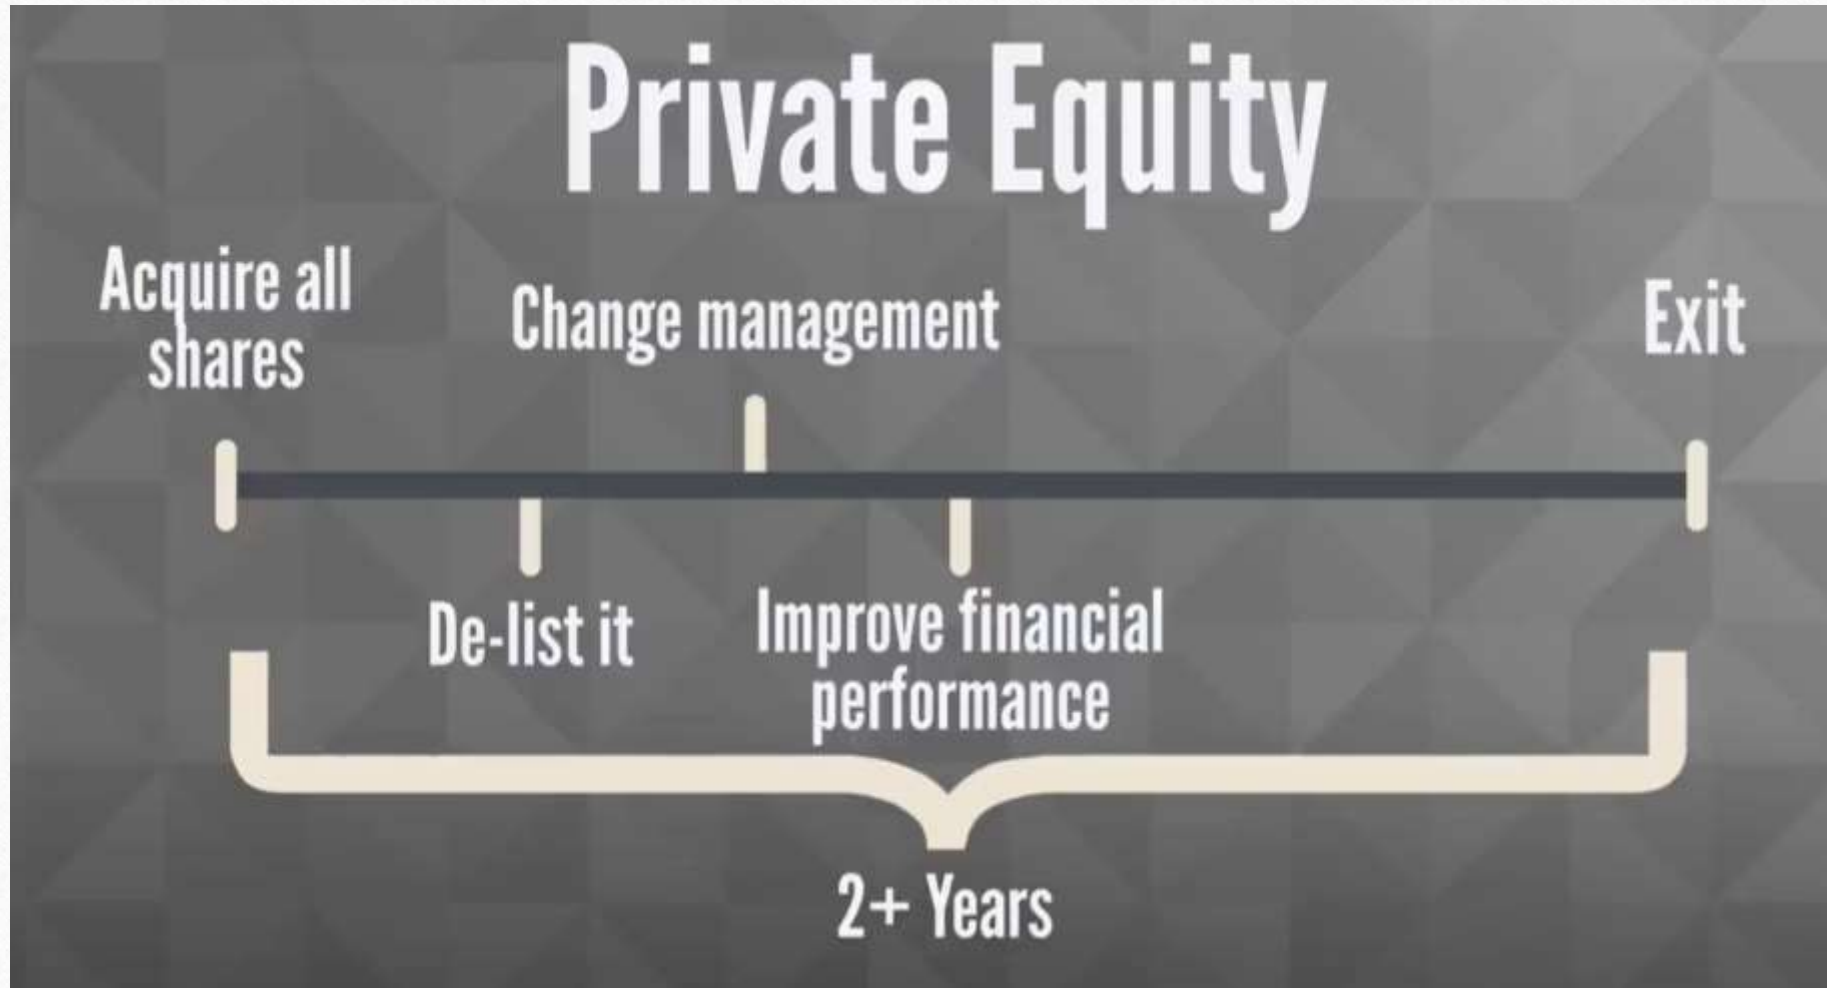 Private Equity
Acquire all
shares
Change management
Exit
De-list it
Improve financial
performance
2+ Years